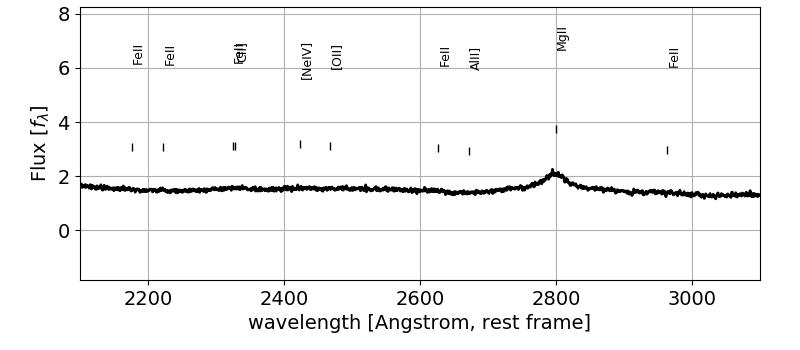 8
6
4
2
0
Flux [fλ]
FeII
FeII
FeII
CII]
[NeIV]
[OII]
FeII
AlII]
MgII
FeII
2200
2400
2600
2800
3000
wavelength [Angstrom, rest frame]